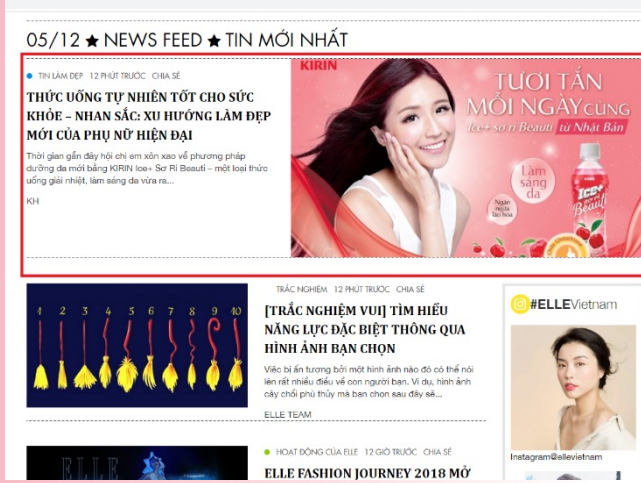 05/12 ★ NEWS FEED ★ TIN MỚI NHẤT
TIN LÀM ĐẸP 12 PHÚT TRƯỚC CHIA SẺ
THỨC UỐNG TỰ NHIÊN TỐT CHO SỨC
KHỎE – NHAN SẮC: XU HƯỚNG LÀM ĐẸP
MỚI CỦA PHỤ NỮ HIỆN ĐẠI
Thời gian gần đây hội chị em xôn xao về phương pháp
dưỡng da mới bằng KIRIN Ice+ Sơ Ri Beauti – một loại thức
uống giải nhiệt, làm sáng da vừa ra...
KH
KIRIN
TƯƠI TẮN
MỖI NGÀY CÙNG
Ice+ sơ ri Beauti từ Nhật Bản
Làm
sáng
da
Ngăn
ngừa
lão hóa
Ice+
Beauti
TRẮC NGHIỆM 12 PHÚT TRƯỚC CHIA SẺ
[TRẮC NGHIỆM VUI] TÌM HIỂU
NĂNG LỰC ĐẶC BIỆT THÔNG QUA
HÌNH ẢNH BẠN CHỌN
Việc bị ấn tượng bởi một hình ảnh nào đó có thể nói
lên rất nhiều điều về con người bạn. Ví dụ, hình ảnh
cây chổi phù thủy mà bạn chọn sau đây sẽ...
ELLE TEAM
1 2 3 4 5 6 7 8 9 10
#ELLEVietnam
Instagram@ellevietnam
HOẠT ĐỘNG CỦA ELLE 12 GIỜ TRƯỚC CHIA SẺ
ELLE FASHION JOURNEY 2018 MỞ
ELLE